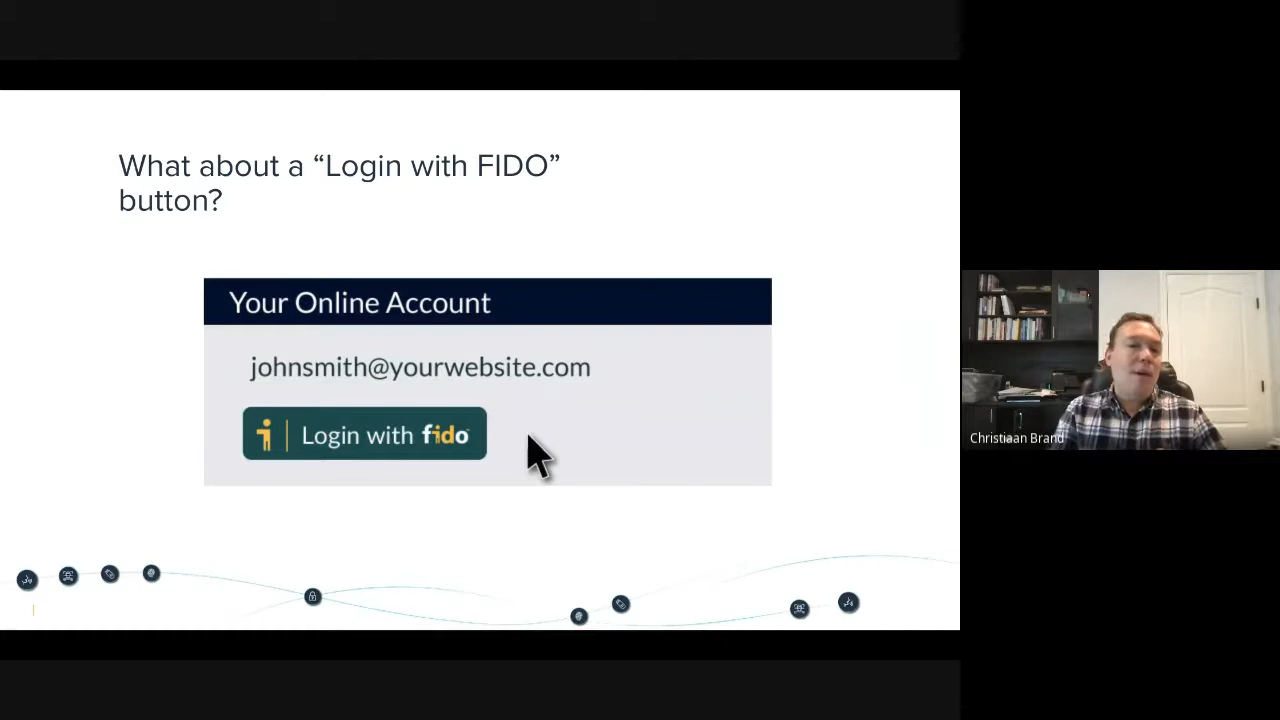 What about a “Login with FIDO”
button?
Your Online Account
johnsmith@yourwebsite.com
Login with fido
Christiaan Brand